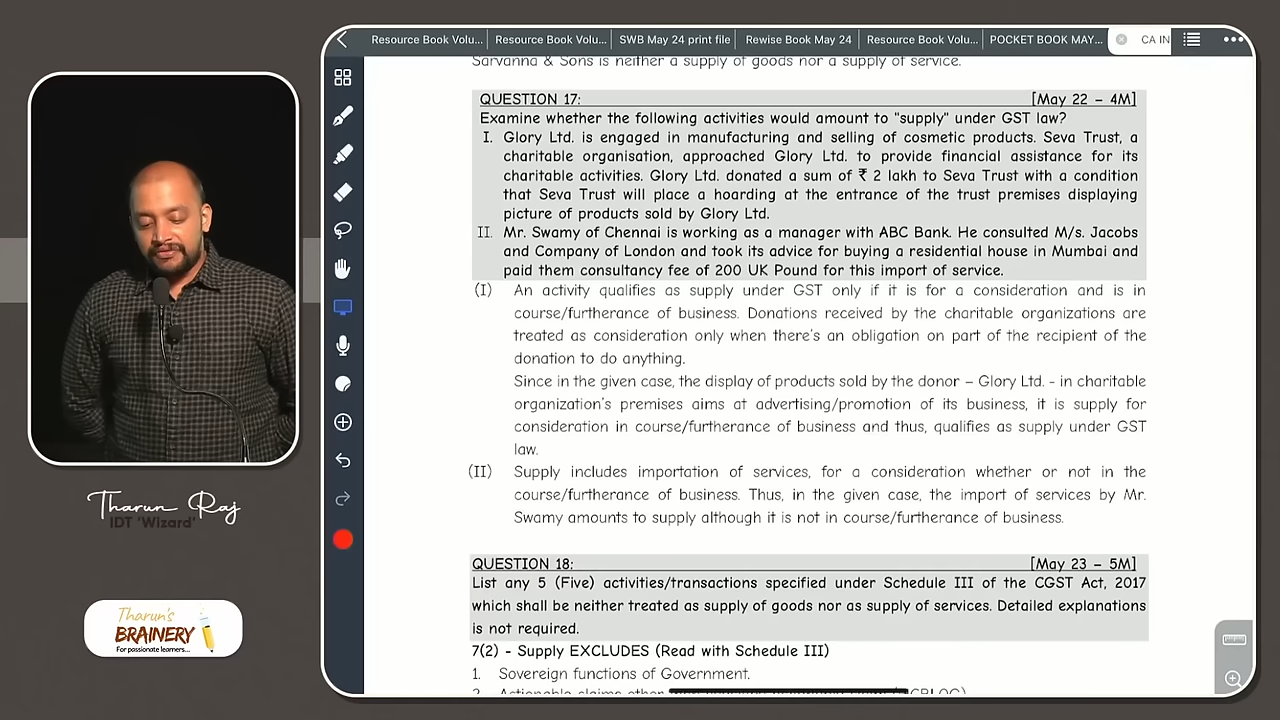 Resource Book Volu...
Resource Book Volu...
SWB May 24 print file
Rewise Book May 24
Resource Book Volu...
POCKET BOOK MAY...
CA IN
Sarvanna & Sons is neither a supply of goods nor a supply of service.
QUESTION 17: [May 22 – 4M]
Examine whether the following activities would amount to "supply" under GST law?
I. Glory Ltd. is engaged in manufacturing and selling of cosmetic products. Seva Trust, a
charitable organisation, approached Glory Ltd. to provide financial assistance for its
charitable activities. Glory Ltd. donated a sum of ₹ 2 lakh to Seva Trust with a condition
that Seva Trust will place a hoarding at the entrance of the trust premises displaying
picture of products sold by Glory Ltd.
II. Mr. Swamy of Chennai is working as a manager with ABC Bank. He consulted M/s. Jacobs
and Company of London and took its advice for buying a residential house in Mumbai and
paid them consultancy fee of 200 UK Pound for this import of service.
(I) An activity qualifies as supply under GST only if it is for a consideration and is in
course/furtherance of business. Donations received by the charitable organizations are
treated as consideration only when there's an obligation on part of the recipient of the
donation to do anything.
Since in the given case, the display of products sold by the donor – Glory Ltd. - in charitable
organization's premises aims at advertising/promotion of its business, it is supply for
consideration in course/furtherance of business and thus, qualifies as supply under GST
law.
(II) Supply includes importation of services, for a consideration whether or not in the
course/furtherance of business. Thus, in the given case, the import of services by Mr.
Swamy amounts to supply although it is not in course/furtherance of business.
QUESTION 18: [May 23 – 5M]
List any 5 (Five) activities/transactions specified under Schedule III of the CGST Act, 2017
which shall be neither treated as supply of goods nor as supply of services. Detailed explanations
is not required.
7(2) - Supply EXCLUDES (Read with Schedule III)
1. Sovereign functions of Government.
2. Actionable claims other
Tharun Raj
IDT 'Wizard'
Tharun's
BRAINERY
For passionate learners...